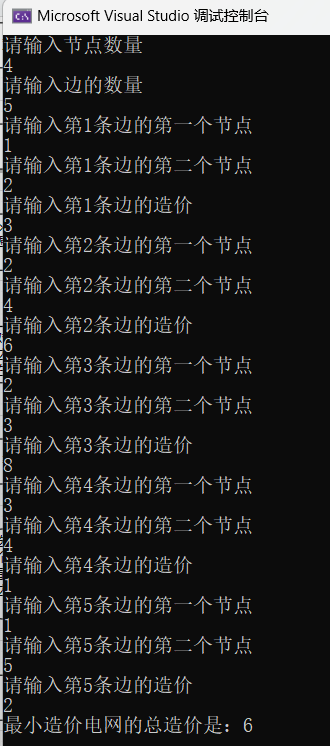 Microsoft Visual Studio 调试控制台
请输入节点数量
4
请输入边的数量
5
请输入第1条边的第一个节点
1
请输入第1条边的第二个节点
2
请输入第1条边的造价
3
请输入第2条边的第一个节点
2
请输入第2条边的第二个节点
4
请输入第2条边的造价
6
请输入第3条边的第一个节点
2
请输入第3条边的第二个节点
3
请输入第3条边的造价
8
请输入第4条边的第一个节点
3
请输入第4条边的第二个节点
4
请输入第4条边的造价
1
请输入第5条边的第一个节点
1
请输入第5条边的第二个节点
5
请输入第5条边的造价
2
最小造价电网的总造价是：6